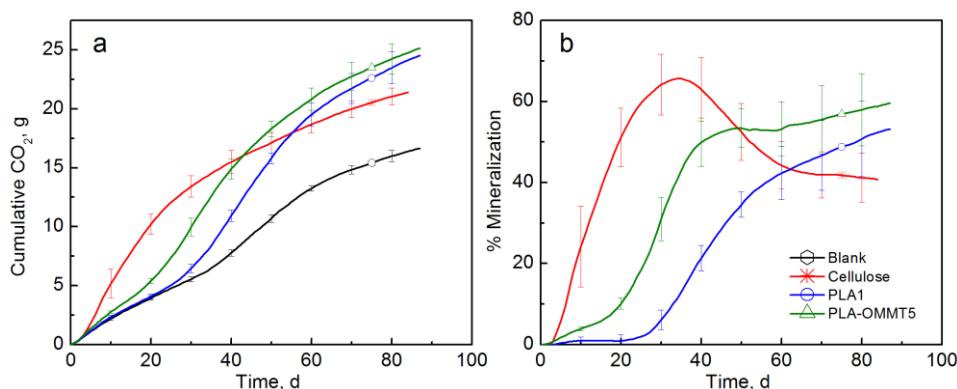 a
Cumulative CO₂, g
25
20
15
10
5
0
0 20 40 60 80 100
Time, d
b
% Mineralization
80
60
40
20
0
0 20 40 60 80 100
Time, d
Blank
Cellulose
PLA1
PLA-OMMT5